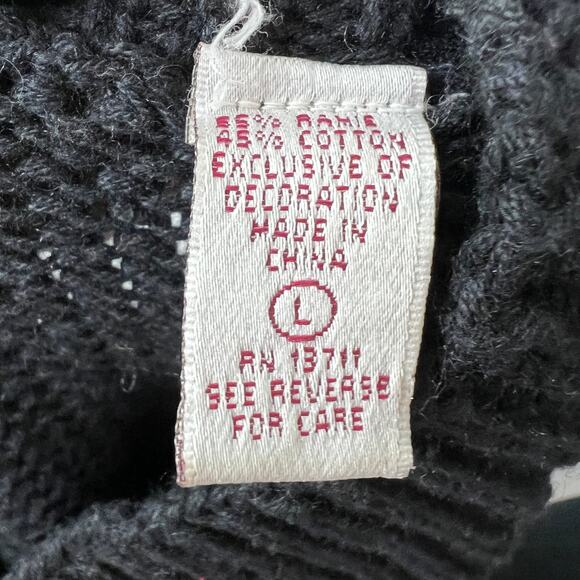 55% RAMIE
45% COTTON
EXCLUSIVE OF
DECORATION
MADE IN
CHINA
L
RN 13711
SEE REVERSE
FOR CARE